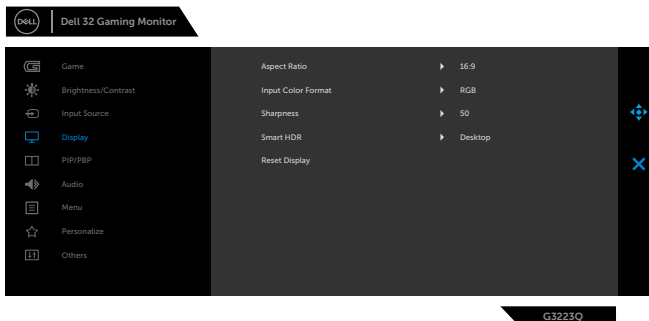 DELL
Dell 32 Gaming Monitor
Game
Aspect Ratio 16:9
Brightness/Contrast
Input Color Format RGB
Input Source
Sharpness 50
Display
Smart HDR Desktop
PIP/PBP
Reset Display
Audio
Menu
Personalize
Others
G3223Q